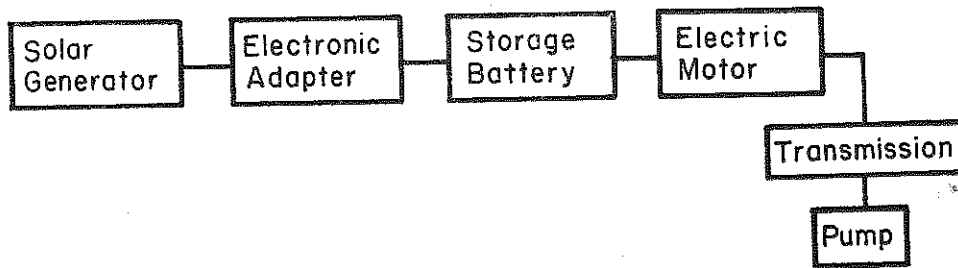 Solar
Generator
Electronic
Adapter
Storage
Battery
Electric
Motor
Transmission
Pump